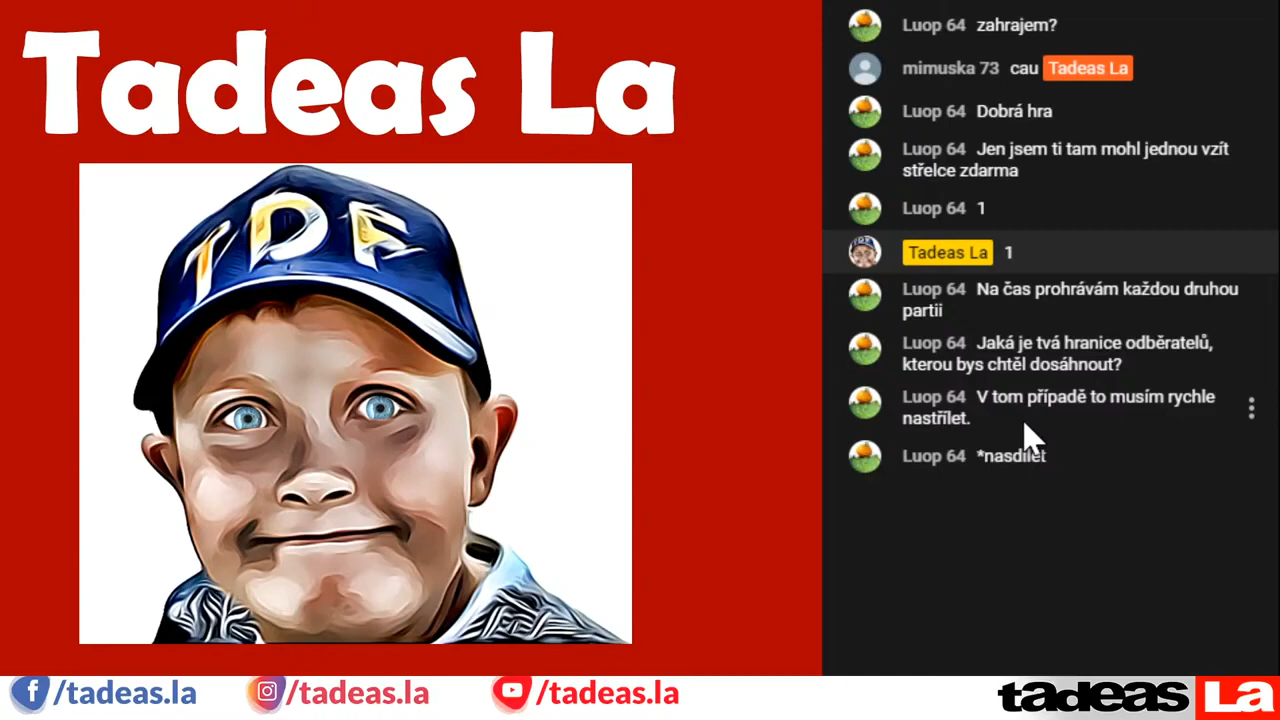 Tadeas La
TDF
Luop 64 zahrajem?
mimuska 73 cau Tadeas La
Luop 64 Dobrá hra
Luop 64 Jen jsem ti tam mohl jednou vzít
střelce zdarma
Luop 64 1
Tadeas La 1
Luop 64 Na čas prohrávám každou druhou
partii
Luop 64 Jaká je tvá hranice odběratelů,
kterou bys chtěl dosáhnout?
Luop 64 V tom případě to musím rychle
nastřílet.
Luop 64 *nasdílet
/tadeas.la /tadeas.la /tadeas.la tadeas La